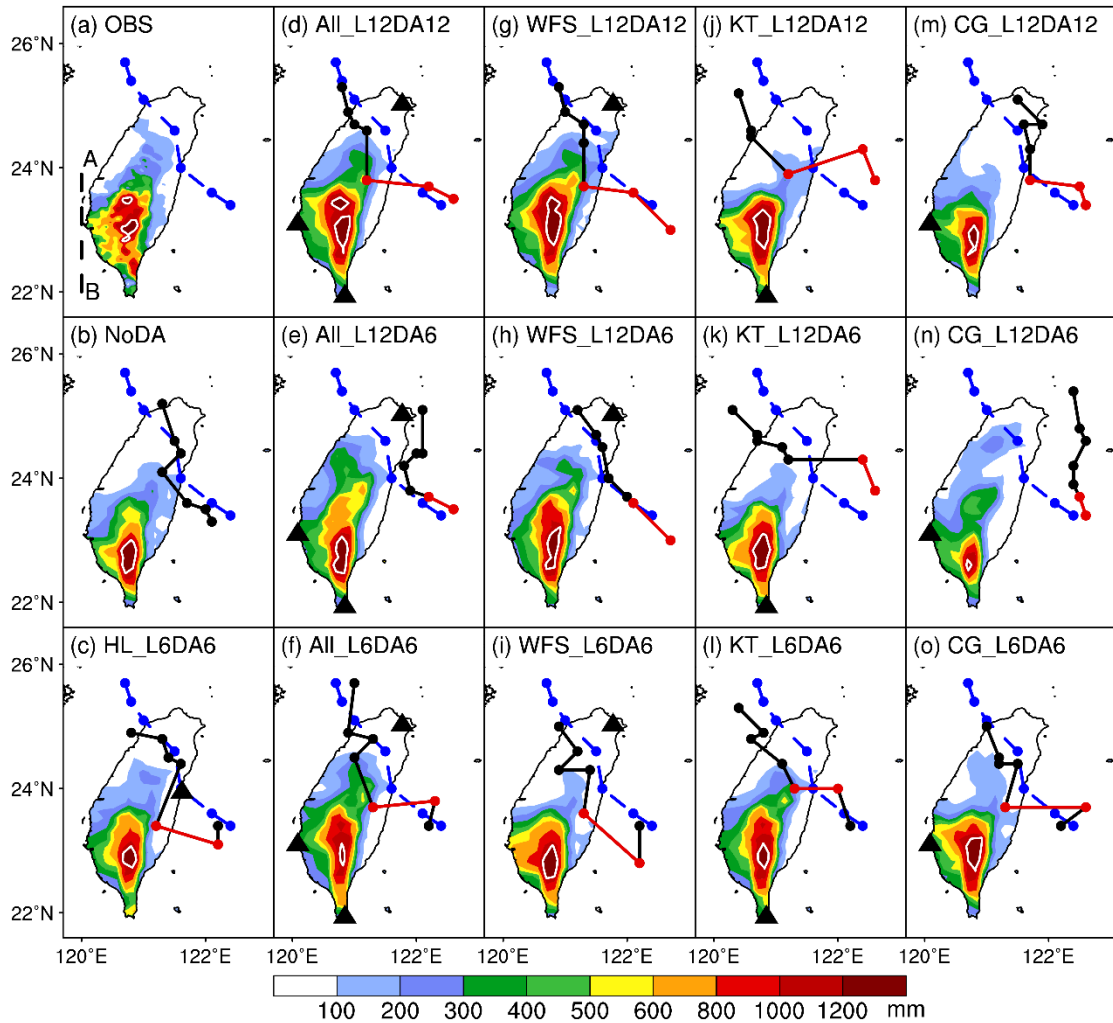 (a) OBS
(d) All_L12DA12
(g) WFS_L12DA12
(j) KT_L12DA12
(m) CG_L12DA12
26°N
24°N
A
B
22°N
(b) NoDA
(e) All_L12DA6
(h) WFS_L12DA6
(k) KT_L12DA6
(n) CG_L12DA6
26°N
24°N
22°N
(c) HL_L6DA6
(f) All_L6DA6
(i) WFS_L6DA6
(l) KT_L6DA6
(o) CG_L6DA6
26°N
24°N
22°N
120°E 122°E 120°E 122°E 120°E 122°E 120°E 122°E 120°E 122°E
100 200 300 400 500 600 800 1000 1200 mm